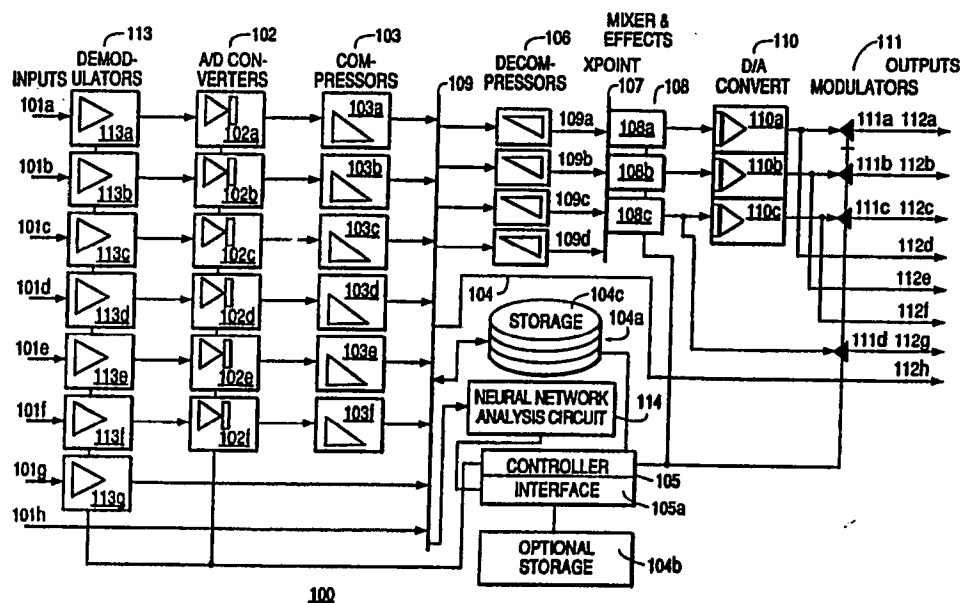 113
102
103
106
MIXER &
EFFECTS
110
111
DEMOD-
ULATORS
A/D CON-
VERTERS
COM-
PRESSORS
DECOM-
PRESSORS
XPOINT
D/A
CONVERT
MODULATORS
OUTPUTS
INPUTS
109
107
108
101a
113a
102a
103a
109a
108a
110a
111a
112a
101b
113b
102b
103b
109b
108b
110b
111b
112b
101c
113c
102c
103c
109c
108c
110c
111c
112c
109d
112d
101d
113d
102d
103d
104
104c
STORAGE
104a
112e
112f
101e
113e
102e
103e
111d
112g
112h
101f
113f
102f
103f
NEURAL NETWORK
ANALYSIS CIRCUIT
114
101g
113g
CONTROLLER
105
INTERFACE
105a
101h
OPTIONAL
STORAGE
104b
100